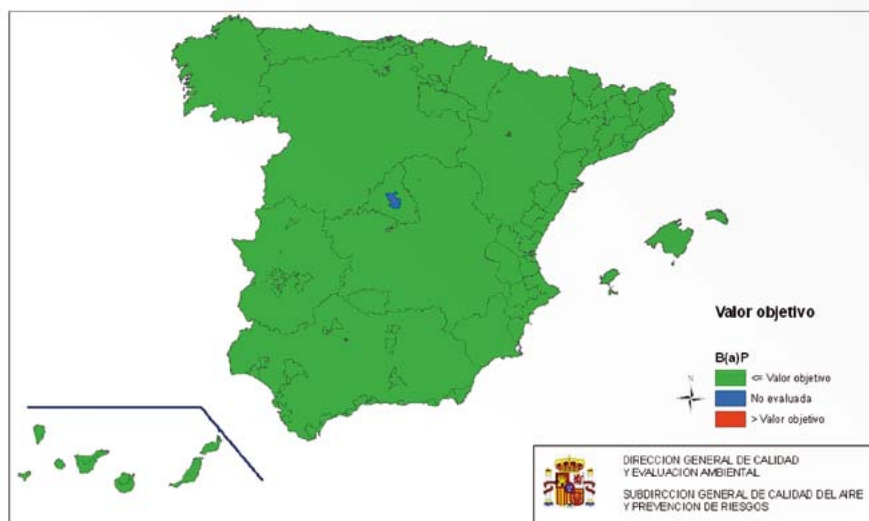 Valor objetivo
B(a)P
N
<= Valor objetivo
No evaluada
> Valor objetivo
DIRECCION GENERAL DE CALIDAD
Y EVALUACION AMBIENTAL
SUBDIRCCION GENERAL DE CALIDAD DEL AIRE
Y PREVENCION DE RIESGOS